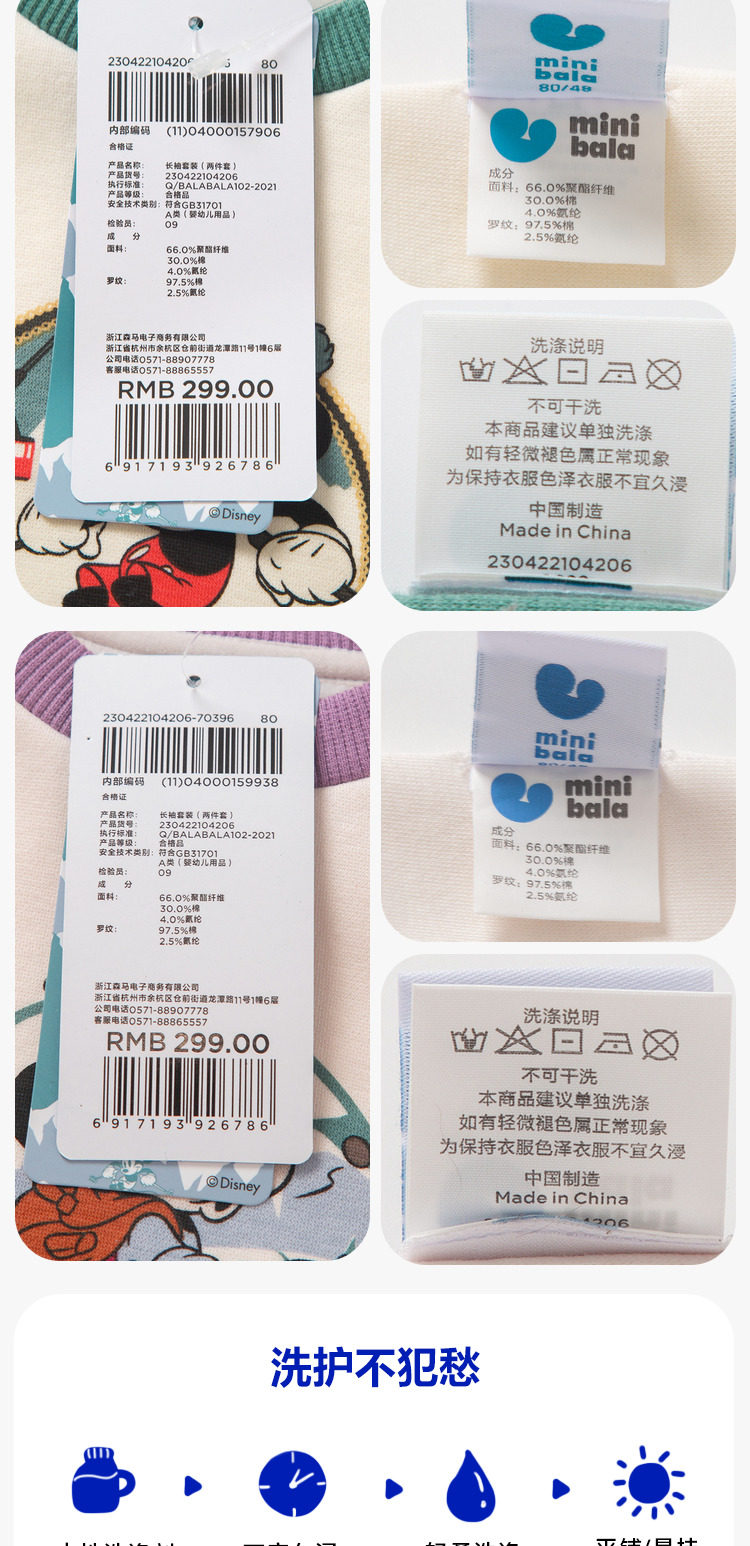 230422104206
80
内部编码 (11)04000157906
合格证
产品名称: 长袖套装(两件套)
产品货号: 230422104206
执行标准: Q/BALABALA102-2021
产品等级: 合格品
安全技术类别: 符合GB31701
A类(婴幼儿用品)
检验员: 09
成 分
面料: 66.0%聚酯纤维
30.0%棉
4.0%氨纶
罗纹: 97.5%棉
2.5%氨纶
浙江森马电子商务有限公司
浙江省杭州市余杭区仓前街道龙潭路11号1幢6层
公司电话0571-88907778
客服电话0571-88865557
RMB 299.00
6 917193 926786
©Disney
mini
bala
80/48
mini
bala
成分
面料: 66.0%聚酯纤维
30.0%棉
4.0%氨纶
罗纹: 97.5%棉
2.5%氨纶
洗涤说明
不可干洗
本商品建议单独洗涤
如有轻微褪色属正常现象
为保持衣服色泽衣服不宜久浸
中国制造
Made in China
230422104206
230422104206-70396 80
内部编码 (11)04000159938
合格证
产品名称: 长袖套装(两件套)
产品货号: 230422104206
执行标准: Q/BALABALA102-2021
产品等级: 合格品
安全技术类别: 符合GB31701
A类(婴幼儿用品)
检验员: 09
成 分
面料: 66.0%聚酯纤维
30.0%棉
4.0%氨纶
罗纹: 97.5%棉
2.5%氨纶
浙江森马电子商务有限公司
浙江省杭州市余杭区仓前街道龙潭路11号1幢6层
公司电话0571-88907778
客服电话0571-88865557
RMB 299.00
6 917193 926786
©Disney
mini
bala
mini
bala
成分
面料: 66.0%聚酯纤维
30.0%棉
4.0%氨纶
罗纹: 97.5%棉
2.5%氨纶
洗涤说明
不可干洗
本商品建议单独洗涤
如有轻微褪色属正常现象
为保持衣服色泽衣服不宜久浸
中国制造
Made in China
洗护不犯愁